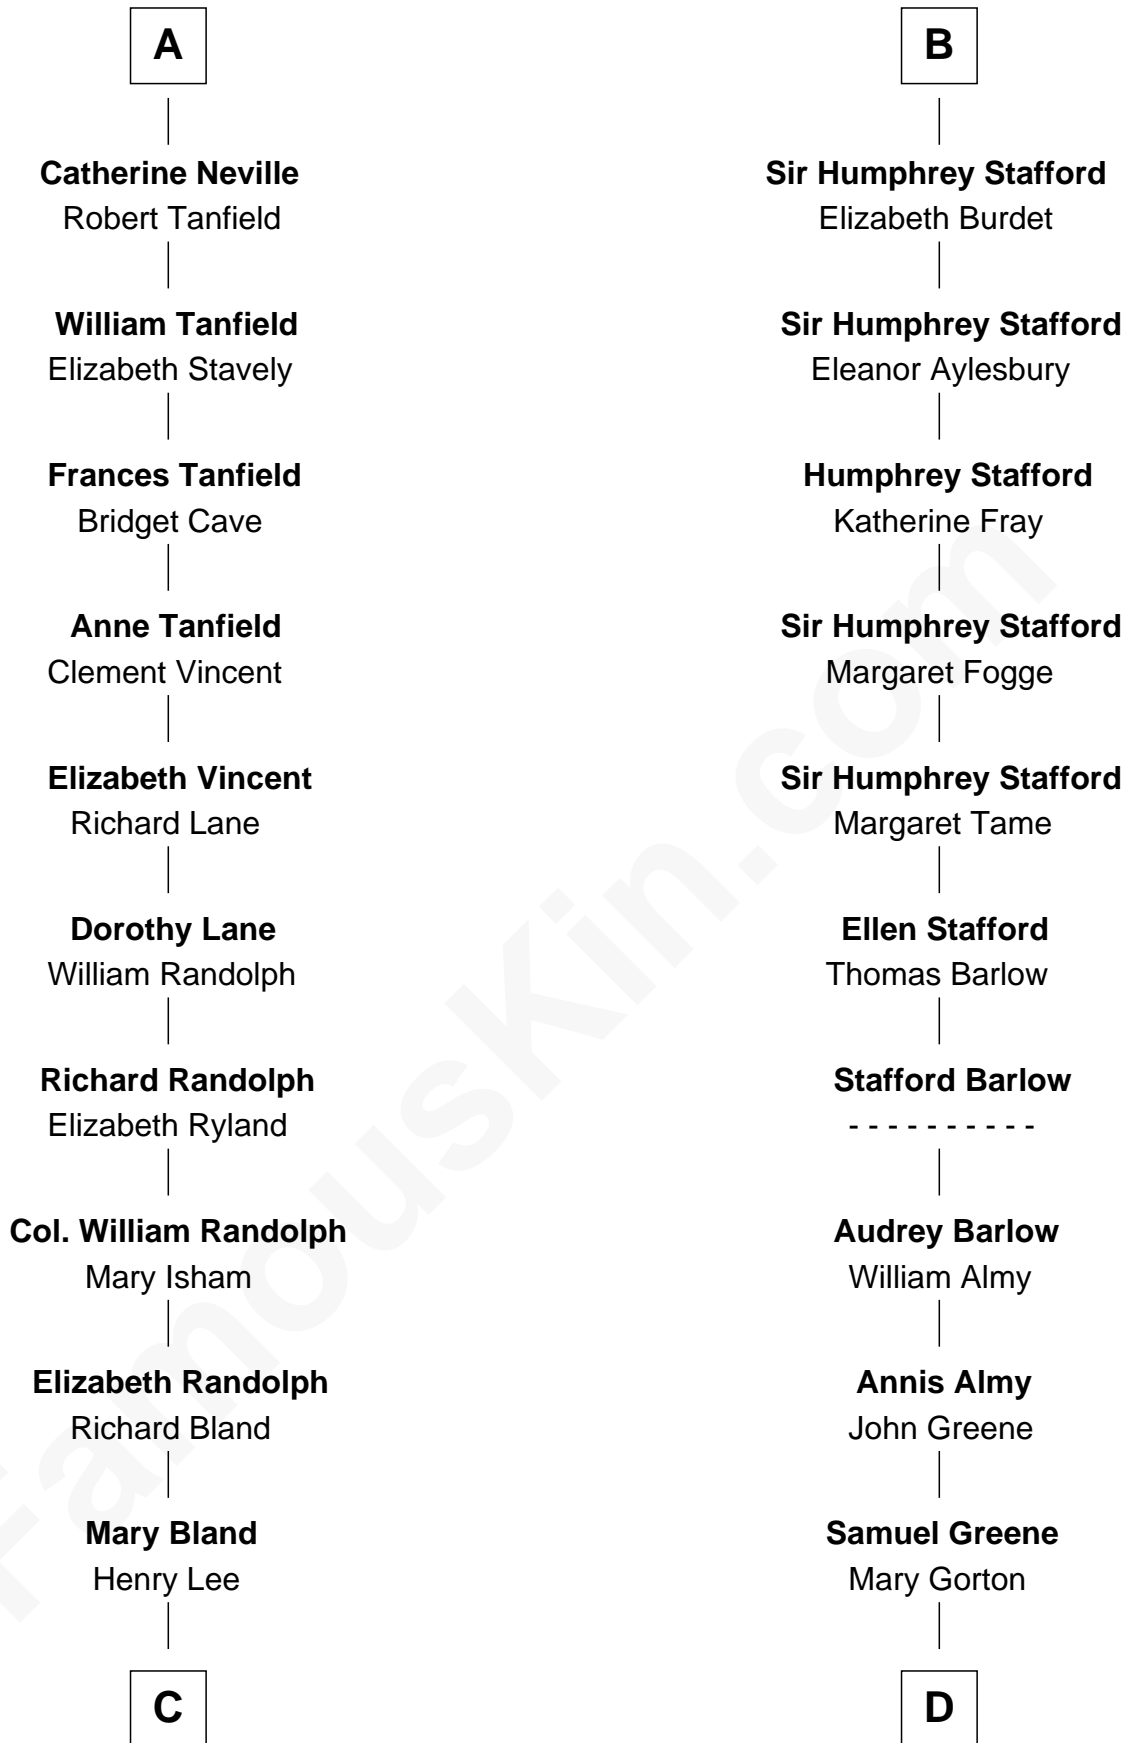 A
Catherine Neville
Robert Tanfield
William Tanfield
Elizabeth Stavely
Frances Tanfield
Bridget Cave
Anne Tanfield
Clement Vincent
Elizabeth Vincent
Richard Lane
Dorothy Lane
William Randolph
Richard Randolph
Elizabeth Ryland
Col. William Randolph
Mary Isham
Elizabeth Randolph
Richard Bland
Mary Bland
Henry Lee
C
B
Sir Humphrey Stafford
Elizabeth Burdet
Sir Humphrey Stafford
Eleanor Aylesbury
Humphrey Stafford
Katherine Fray
Sir Humphrey Stafford
Margaret Fogge
Sir Humphrey Stafford
Margaret Tame
Ellen Stafford
Thomas Barlow
Stafford Barlow
- - - - - - - - - -
Audrey Barlow
William Almy
Annis Almy
John Greene
Samuel Greene
Mary Gorton
D
FamousKin.com